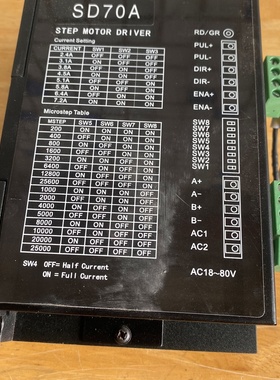 SD70A
STEP MOTOR DRIVER
Current Setting
CURRENT SW1 SW2 SW3
2.4A ON ON ON
3.1A OFF ON ON
3.8A ON OFF ON
4.5A OFF OFF ON
5.1A ON ON OFF
5.8A OFF ON OFF
6.4A ON OFF OFF
7.2A OFF OFF OFF
Microstep Table
MSTEP SW5 SW6 SW7 SW8
200 ON ON ON ON
400 OFF ON ON ON
800 ON OFF ON ON
1600 OFF OFF ON ON
3200 ON ON OFF ON
6400 OFF ON OFF ON
12800 ON OFF OFF ON
25600 OFF OFF OFF ON
1000 ON ON ON OFF
2000 OFF ON ON OFF
4000 ON OFF ON OFF
5000 OFF OFF ON OFF
8000 ON ON OFF OFF
10000 OFF ON OFF OFF
20000 ON OFF OFF OFF
25000 OFF OFF OFF OFF
SW4 OFF=Half Current
ON =Full Current
RD/GR
PUL+
PUL-
DIR+
DIR-
ENA+
ENA-
SW8
SW7
SW6
SW5
SW4
SW3
SW2
SW1
A+
A-
B+
B-
AC1
AC2
AC18~80V